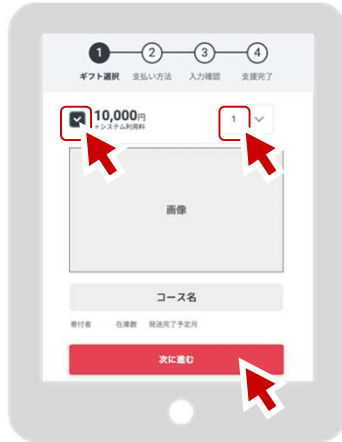 1 2 3 4
ギフト選択 支払い方法 入力確認 支援完了
10,000円
+システム利用料
1
画像
コース名
寄付者 在庫数 発送完了予定月
次に進む